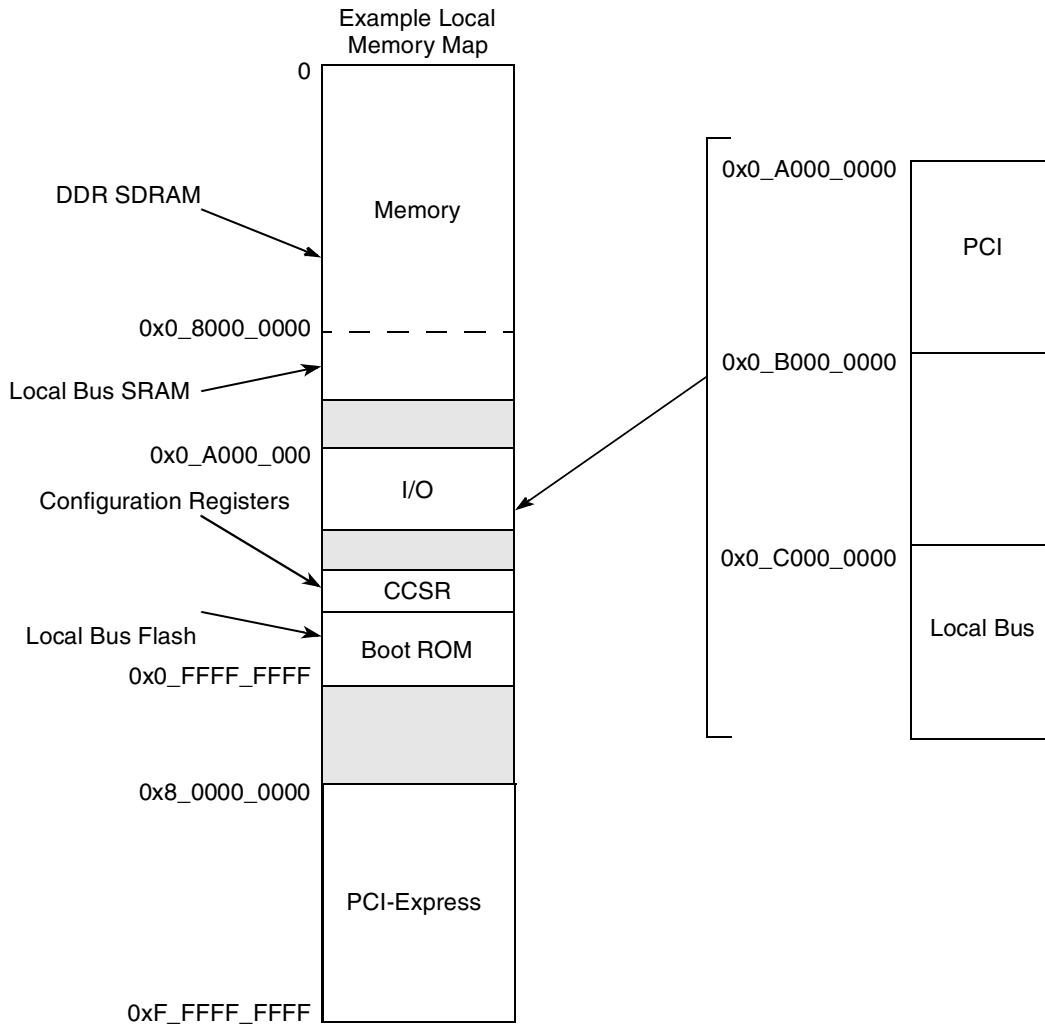 Example Local
Memory Map
0
DDR SDRAM
Memory
0x0_8000_0000
Local Bus SRAM
0x0_A000_000
I/O
Configuration Registers
CCSR
Local Bus Flash
Boot ROM
0x0_FFFF_FFFF
0x8_0000_0000
PCI-Express
0xF_FFFF_FFFF
0x0_A000_0000
PCI
0x0_B000_0000
0x0_C000_0000
Local Bus